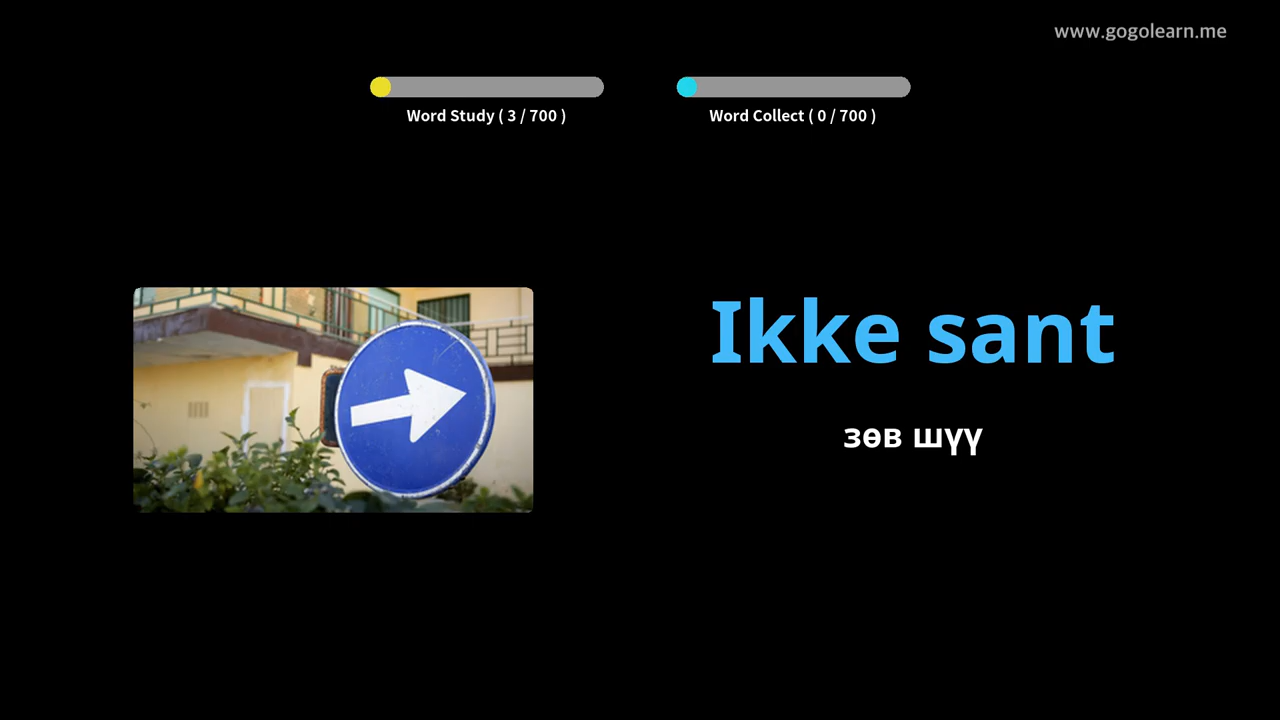 www.gogolearn.me
Word Study ( 3 / 700 )
Word Collect ( 0 / 700 )
Ikke sant
зөв шүү